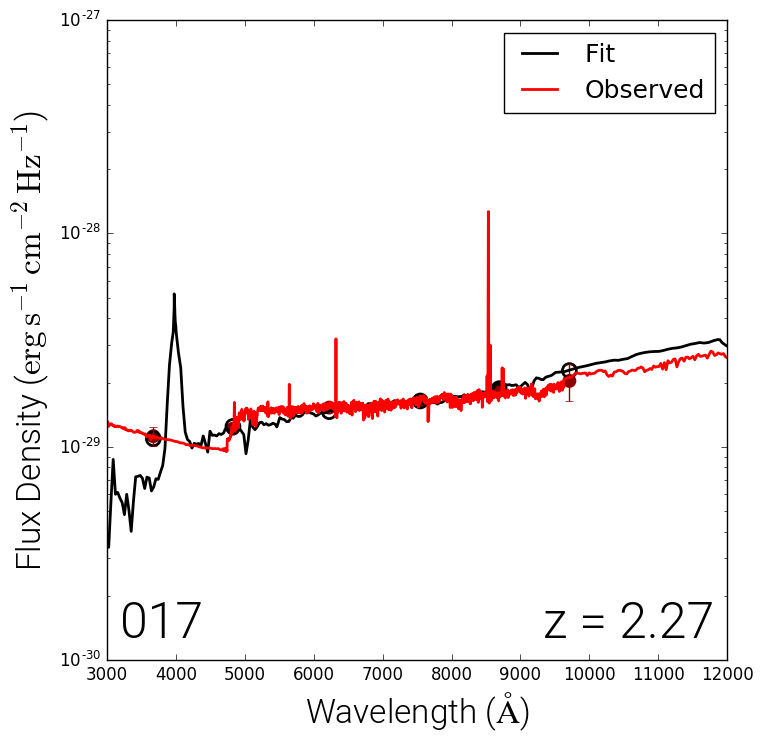 10^-27
Fit
Observed
10^-28
Flux Density (erg s^−1 cm^−2 Hz^−1)
10^-29
017
z = 2.27
10^-30
3000 4000 5000 6000 7000 8000 9000 10000 11000 12000
Wavelength (Å)